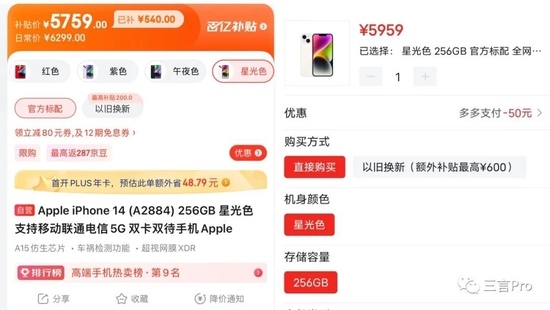 补贴价¥5759.00
已补 ¥540.00
百亿补贴
日常价¥6299.00
红色
紫色
午夜色
星光色
官方标配
最高补贴200.0
以旧换新
领立减80元券,及12期免息券
限购
最高返287京豆
优惠
首开PLUS年卡,预估此单额外省48.79元
自营 Apple iPhone 14 (A2884) 256GB 星光色
支持移动联通电信5G 双卡双待手机 Apple
A15仿生芯片 · 车祸检测功能 · 超视网膜XDR
排行榜 高端手机热卖榜 · 第9名
分享
收藏
降价通知
¥5959
已选择: 星光色 256GB 官方标配 全网…
1
优惠
多多支付-50元
购买方式
直接购买
以旧换新(额外补贴最高¥600)
机身颜色
星光色
存储容量
256GB
三言Pro